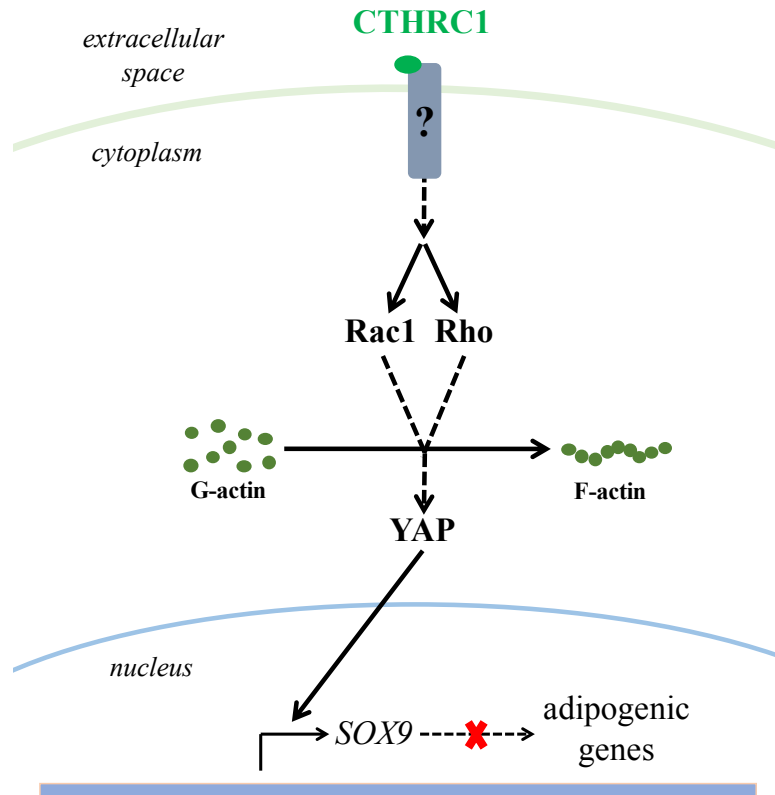 CTHRC1
extracellular
space
?
cytoplasm
Rac1 Rho
G-actin
F-actin
YAP
nucleus
SOX9
adipogenic
genes